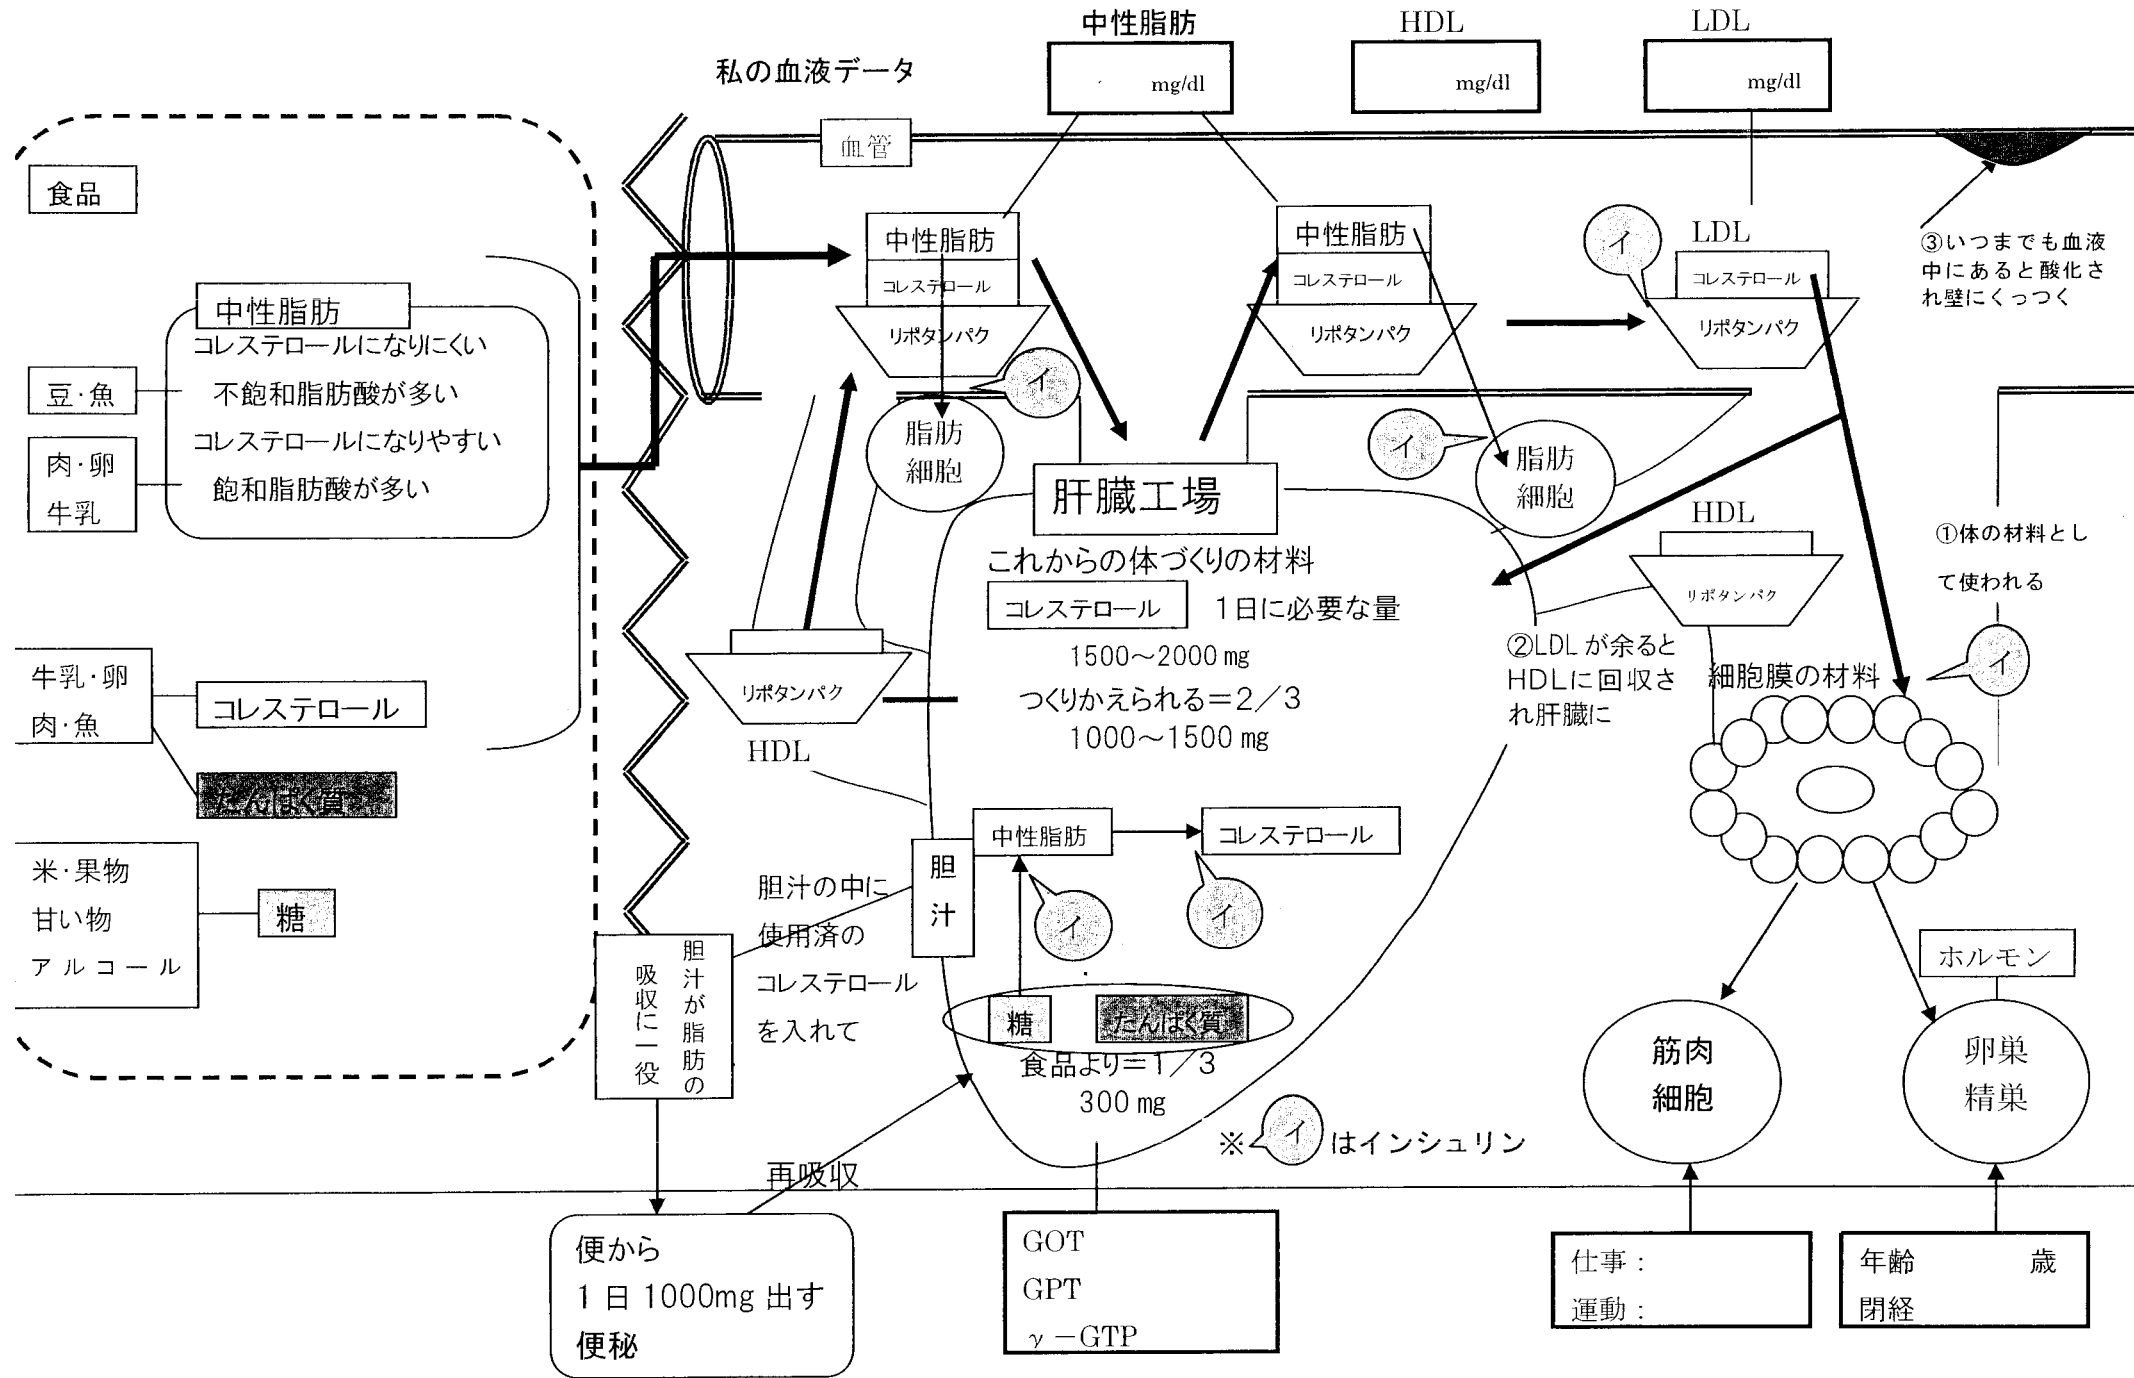 中性脂肪
HDL
LDL
私の血液データ
mg/dl
mg/dl
mg/dl
血管
食品
中性脂肪
コレステロールになりにくい
豆・魚
不飽和脂肪酸が多い
コレステロールになりやすい
肉・卵
牛乳
飽和脂肪酸が多い
牛乳・卵
肉・魚
コレステロール
たんぱく質
米・果物
甘い物
アルコール
糖
中性脂肪
コレステロール
リポタンパク
イ
脂肪
細胞
中性脂肪
コレステロール
リポタンパク
イ
脂肪
細胞
イ
LDL
コレステロール
リポタンパク
③いつまでも血液
中にあると酸化さ
れ壁にくっつく
肝臓工場
これからの体づくりの材料
コレステロール
1日に必要な量
1500～2000mg
つくりかえられる＝2／3
1000～1500mg
リポタンパク
HDL
HDL
リポタンパク
①体の材料とし
て使われる
②LDLが余ると
HDLに回収さ
れ肝臓に
細胞膜の材料
イ
中性脂肪
コレステロール
胆汁
イ
イ
胆汁の中に
使用済の
コレステロール
を入れて
胆汁が脂肪の
吸収に一役
糖
たんぱく質
食品より＝1／3
300mg
※イはインシュリン
ホルモン
筋肉
細胞
卵巣
精巣
再吸収
便から
1日1000mg出す
便秘
GOT
GPT
γ－GTP
仕事：
運動：
年齢 歳
閉経